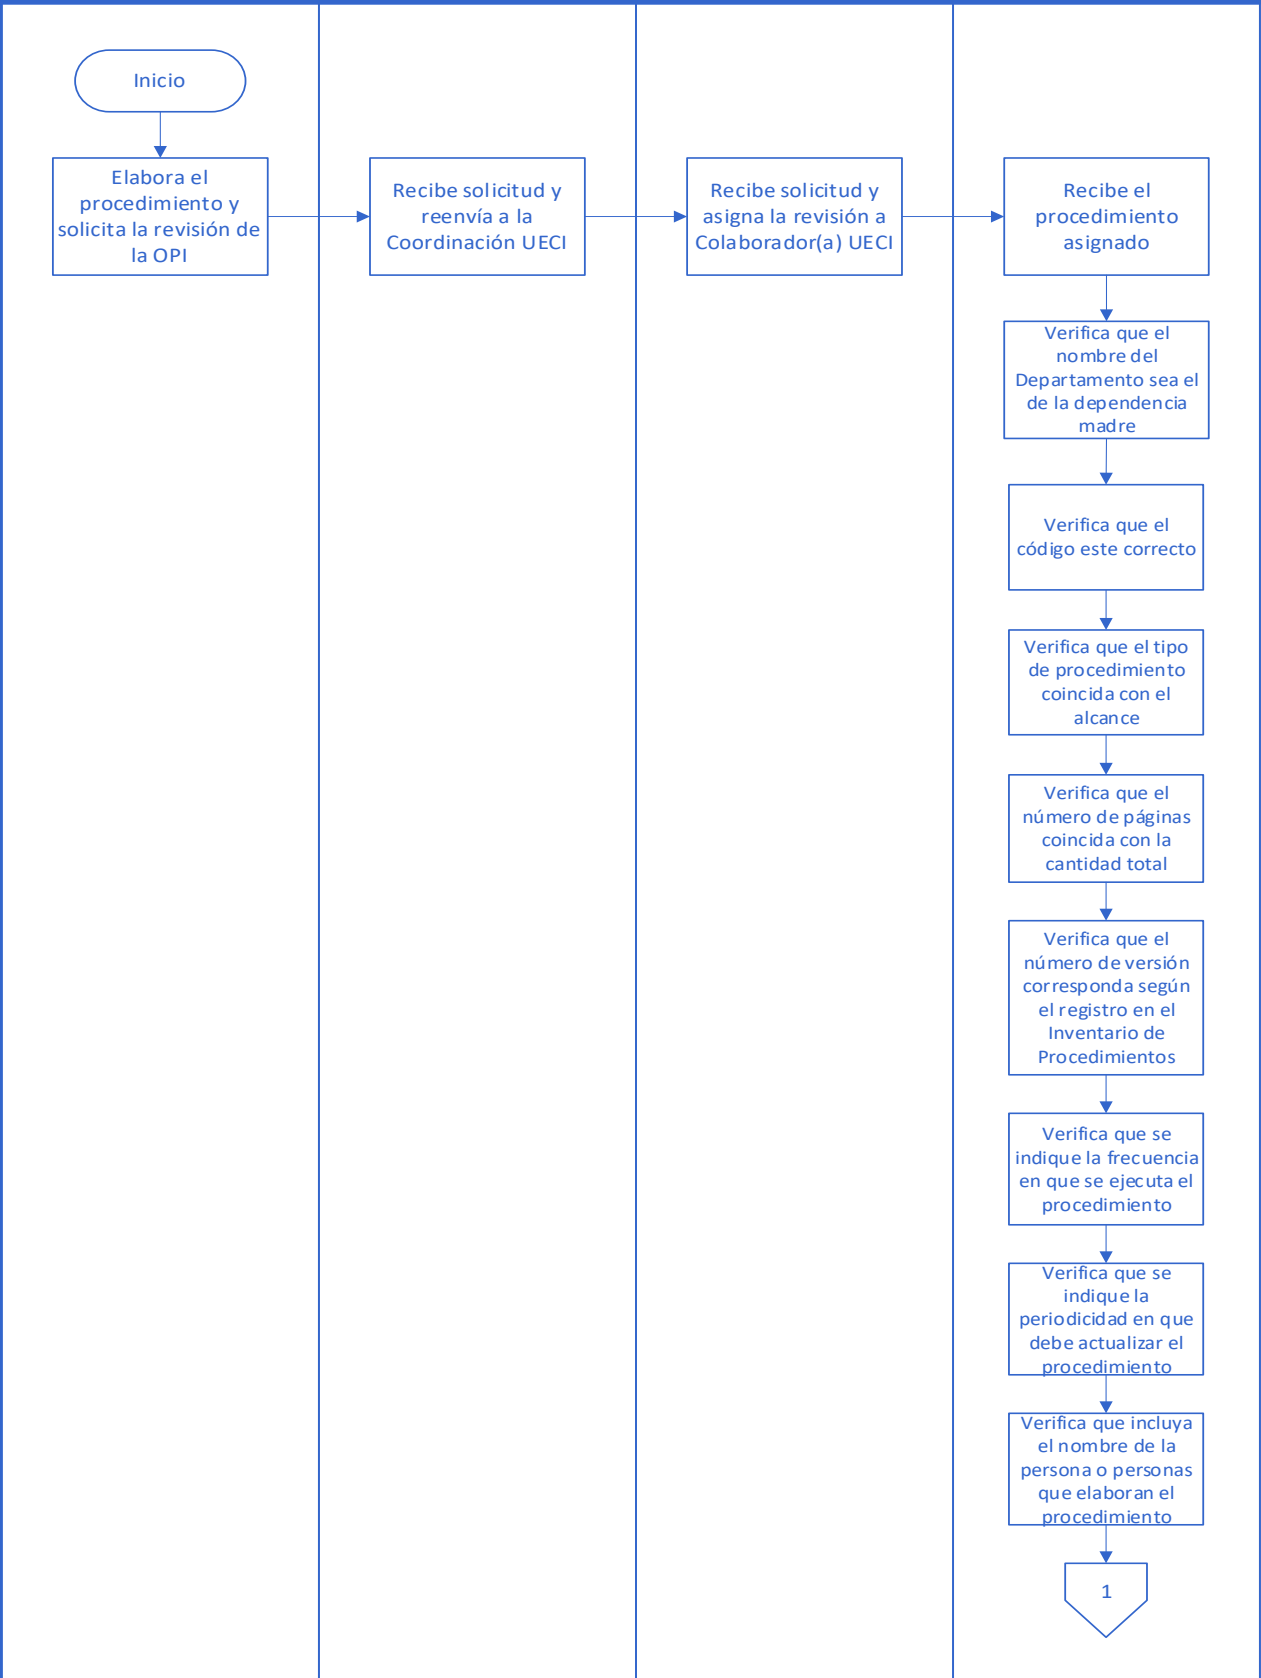 Inicio
Elabora el
procedimiento y
solicita la revisión de
la OPI
Recibe solicitud y
reenvía a la
Coordinación UECI
Recibe solicitud y
asigna la revisión a
Colaborador(a) UECI
Recibe el
procedimiento
asignado
Verifica que el
nombre del
Departamento sea el
de la dependencia
madre
Verifica que el
código este correcto
Verifica que el tipo
de procedimiento
coincida con el
alcance
Verifica que el
número de páginas
coincida con la
cantidad total
Verifica que el
número de versión
corresponda según
el registro en el
Inventario de
Procedimientos
Verifica que se
indique la frecuencia
en que se ejecuta el
procedimiento
Verifica que se
indique la
periodicidad en que
debe actualizar el
procedimiento
Verifica que incluya
el nombre de la
persona o personas
que elaboran el
procedimiento
1